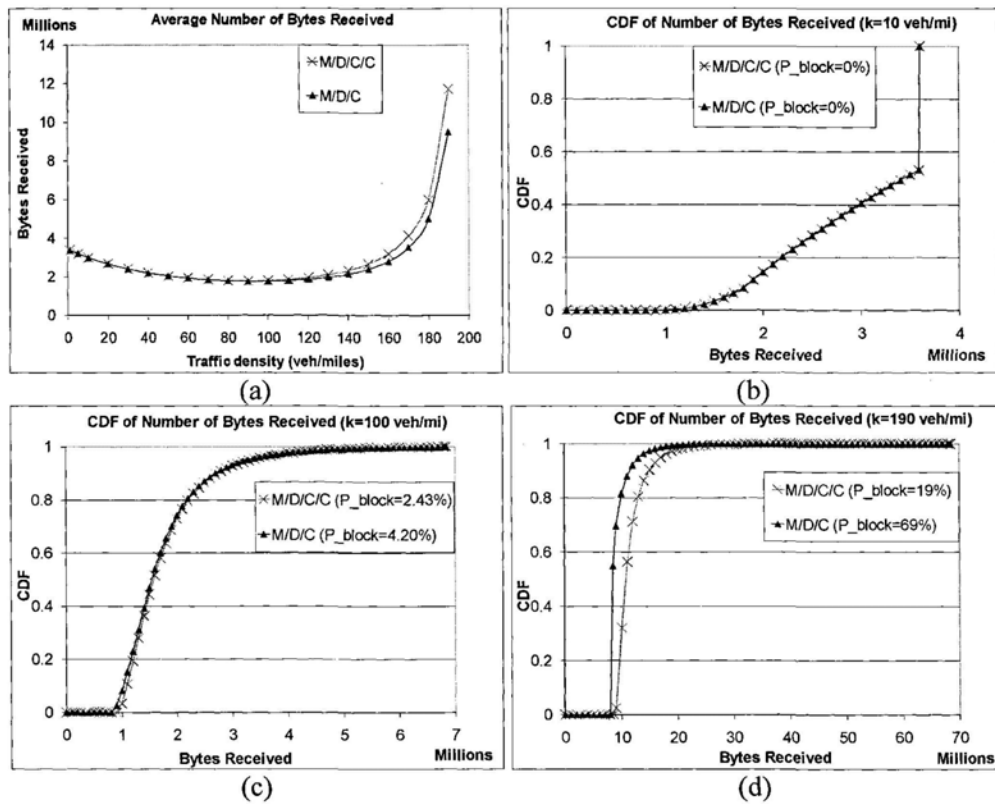 Average Number of Bytes Received
Millions
Bytes Received
14
12
10
8
6
4
2
0
0 20 40 60 80 100 120 140 160 180 200
Traffic density (veh/miles)
M/D/C/C
M/D/C
(a)
CDF of Number of Bytes Received (k=10 veh/mi)
CDF
1
0.8
0.6
0.4
0.2
0
0 1 2 3 4
Bytes Received
Millions
M/D/C/C (P_block=0%)
M/D/C (P_block=0%)
(b)
CDF of Number of Bytes Received (k=100 veh/mi)
CDF
1
0.8
0.6
0.4
0.2
0
0 1 2 3 4 5 6 7
Bytes Received
Millions
M/D/C/C (P_block=2.43%)
M/D/C (P_block=4.20%)
(c)
CDF of Number of Bytes Received (k=190 veh/mi)
CDF
1
0.8
0.6
0.4
0.2
0
0 10 20 30 40 50 60 70
Bytes Received
Millions
M/D/C/C (P_block=19%)
M/D/C (P_block=69%)
(d)